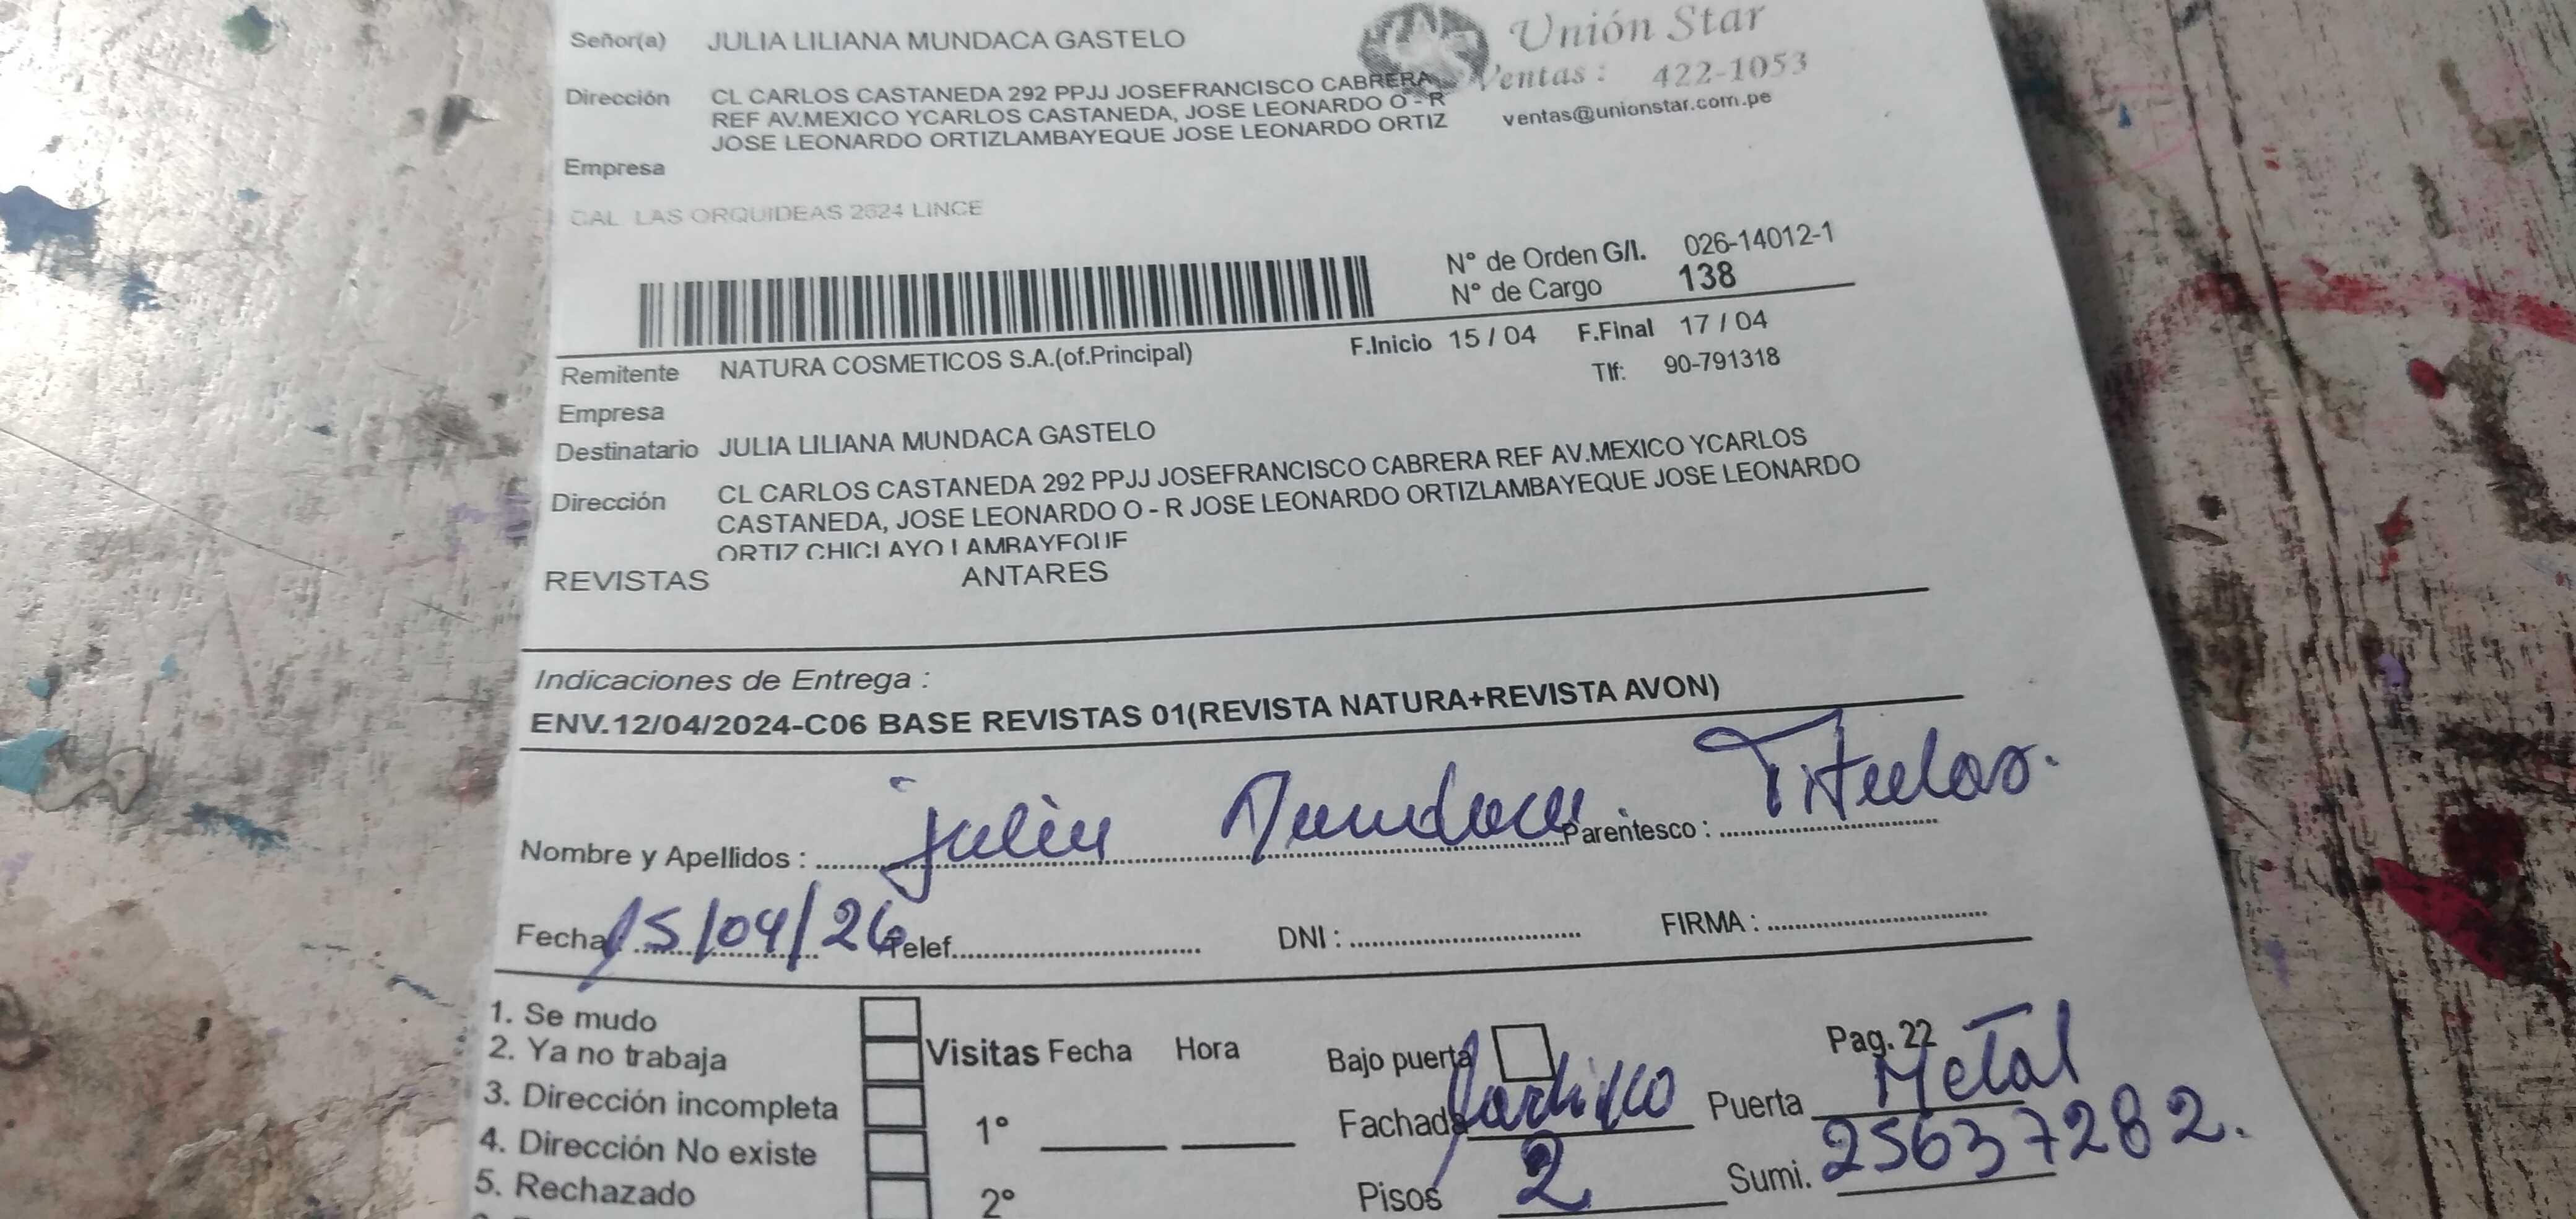 Señor(a) JULIA LILIANA MUNDACA GASTELO
Unión Star
Ventas : 422-1053
ventas@unionstar.com.pe
Dirección CL CARLOS CASTANEDA 292 PPJJ JOSEFRANCISCO CABRERA
REF AV.MEXICO YCARLOS CASTANEDA, JOSE LEONARDO O - R
JOSE LEONARDO ORTIZLAMBAYEQUE JOSE LEONARDO ORTIZ
Empresa
CAL LAS ORQUIDEAS 2624 LINCE
N° de Orden G/I. 026-14012-1
N° de Cargo 138
F.Inicio 15 / 04 F.Final 17 / 04
Remitente NATURA COSMETICOS S.A.(of.Principal) Tlf: 90-791318
Empresa
Destinatario JULIA LILIANA MUNDACA GASTELO
Dirección CL CARLOS CASTANEDA 292 PPJJ JOSEFRANCISCO CABRERA REF AV.MEXICO YCARLOS
CASTANEDA, JOSE LEONARDO O - R JOSE LEONARDO ORTIZLAMBAYEQUE JOSE LEONARDO
ORTIZ CHICLAYO LAMBAYEQUE
REVISTAS ANTARES
Indicaciones de Entrega :
ENV.12/04/2024-C06 BASE REVISTAS 01(REVISTA NATURA+REVISTA AVON)
Nombre y Apellidos : Julia Mundaca Parentesco : Titular.
Fecha 15/04/24 Telef. DNI : FIRMA :
1. Se mudo
2. Ya no trabaja
3. Dirección incompleta
4. Dirección No existe
5. Rechazado
Visitas Fecha Hora
1°
2°
Bajo puerta Pag. 22
Fachada Puerta Metal
Pisos 2 Sumi. 25637282.